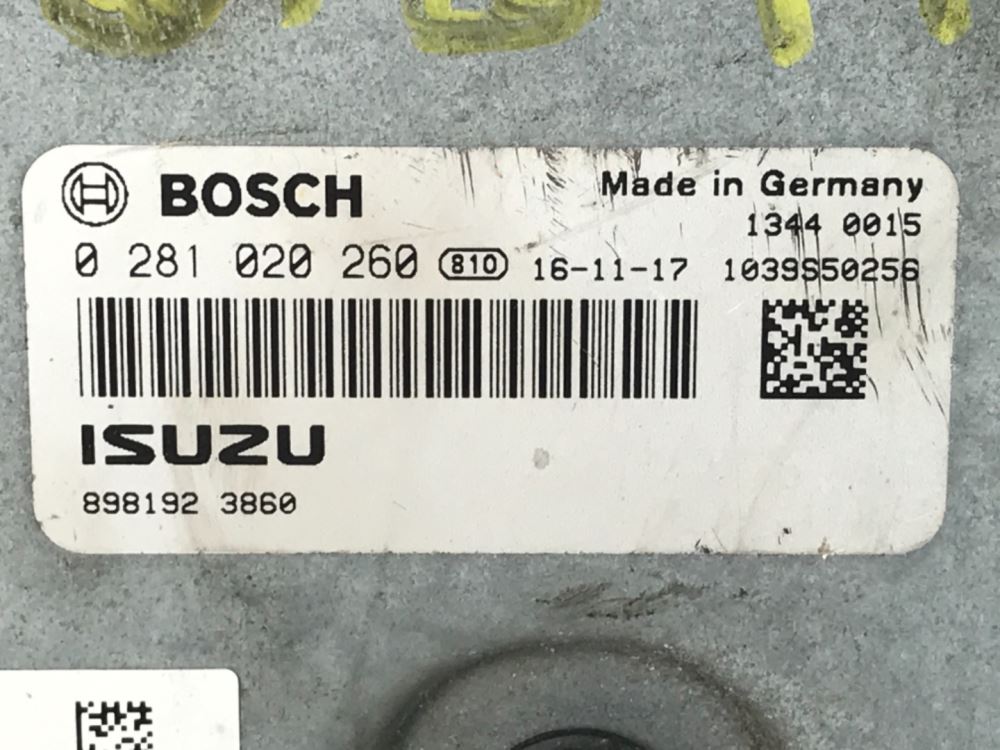 BOSCH
Made in Germany
1344 0015
0 281 020 260 810 16-11-17 1039S50256
ISUZU
898192 3860